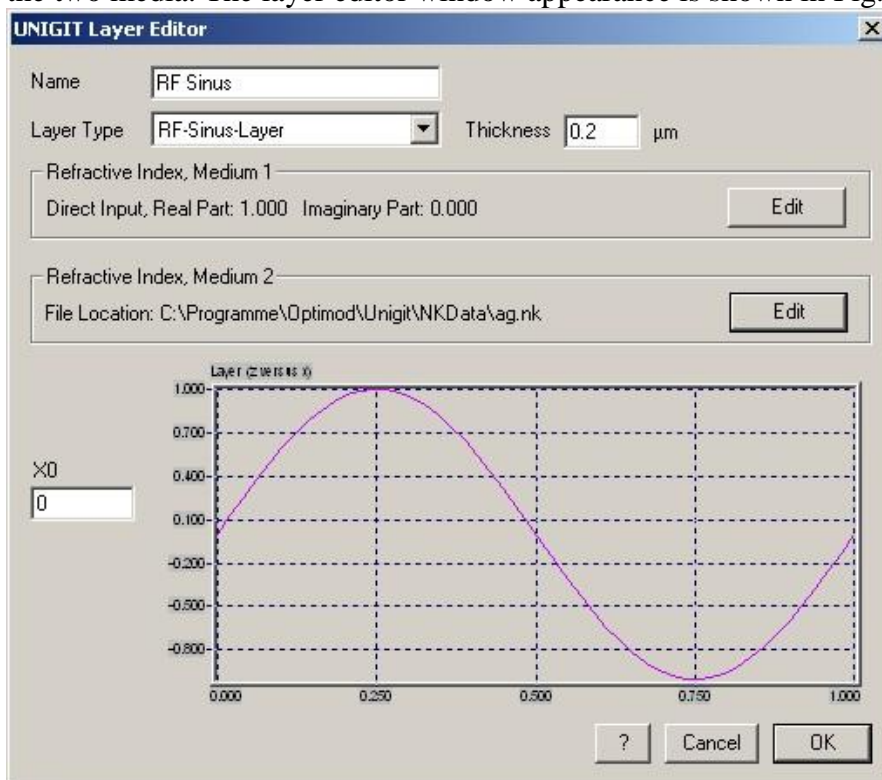 the two media. The layer editor window appearance is shown in Fig.
UNIGIT Layer Editor
Name RF Sinus
Layer Type RF-Sinus-Layer Thickness 0.2 µm
Refractive Index, Medium 1
Direct Input, Real Part: 1.000 Imaginary Part: 0.000 Edit
Refractive Index, Medium 2
File Location: C:\Programme\Optimod\Unigit\NKData\ag.nk Edit
Layer (z versus x)
1.000
0.700
X0
0.400
0
0.100
-0.200
-0.500
-0.800
0.000 0.250 0.500 0.750 1.000
? Cancel OK